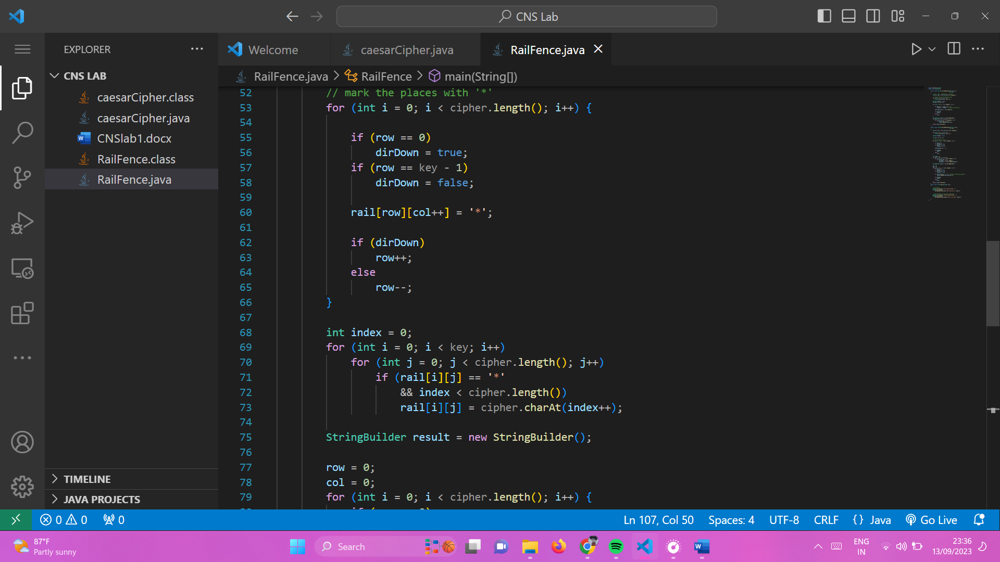 CNS Lab
EXPLORER
CNS LAB
caesarCipher.class
caesarCipher.java
CNSlab1.docx
RailFence.class
RailFence.java
TIMELINE
JAVA PROJECTS
Welcome
caesarCipher.java
RailFence.java
RailFence.java > RailFence > main(String[])
52 // mark the places with '*'
53 for (int i = 0; i < cipher.length(); i++) {
54
55 if (row == 0)
56 dirDown = true;
57 if (row == key - 1)
58 dirDown = false;
59
60 rail[row][col++] = '*';
61
62 if (dirDown)
63 row++;
64 else
65 row--;
66 }
67
68 int index = 0;
69 for (int i = 0; i < key; i++)
70 for (int j = 0; j < cipher.length(); j++)
71 if (rail[i][j] == '*'
72 && index < cipher.length())
73 rail[i][j] = cipher.charAt(index++);
74
75 StringBuilder result = new StringBuilder();
76
77 row = 0;
78 col = 0;
79 for (int i = 0; i < cipher.length(); i++) {
0 0 0
Ln 107, Col 50 Spaces: 4 UTF-8 CRLF {} Java Go Live
87°F
Partly sunny
Search
ENG
IN
23:36
13/09/2023